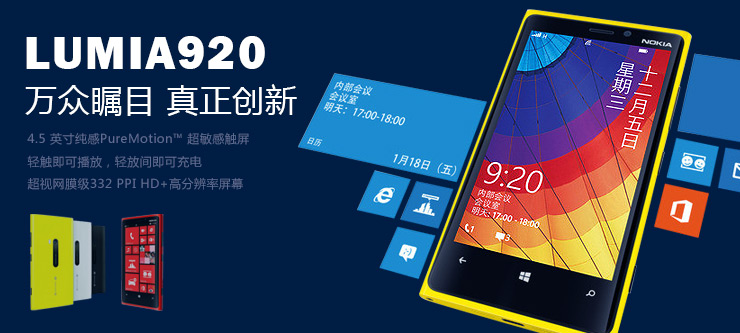 LUMIA920
万众瞩目 真正创新
4.5 英寸纯感PureMotion™ 超敏感触屏
轻触即可播放，轻放间即可充电
超视网膜级332 PPI HD+高分辨率屏幕
内部会议
会议室
明天：17:00-18:00
日历
1月18日（五）
H
NOKIA
十二月五日
星期三
9:20
内部会议
会议室
明天: 17:00 - 18:00
1
3